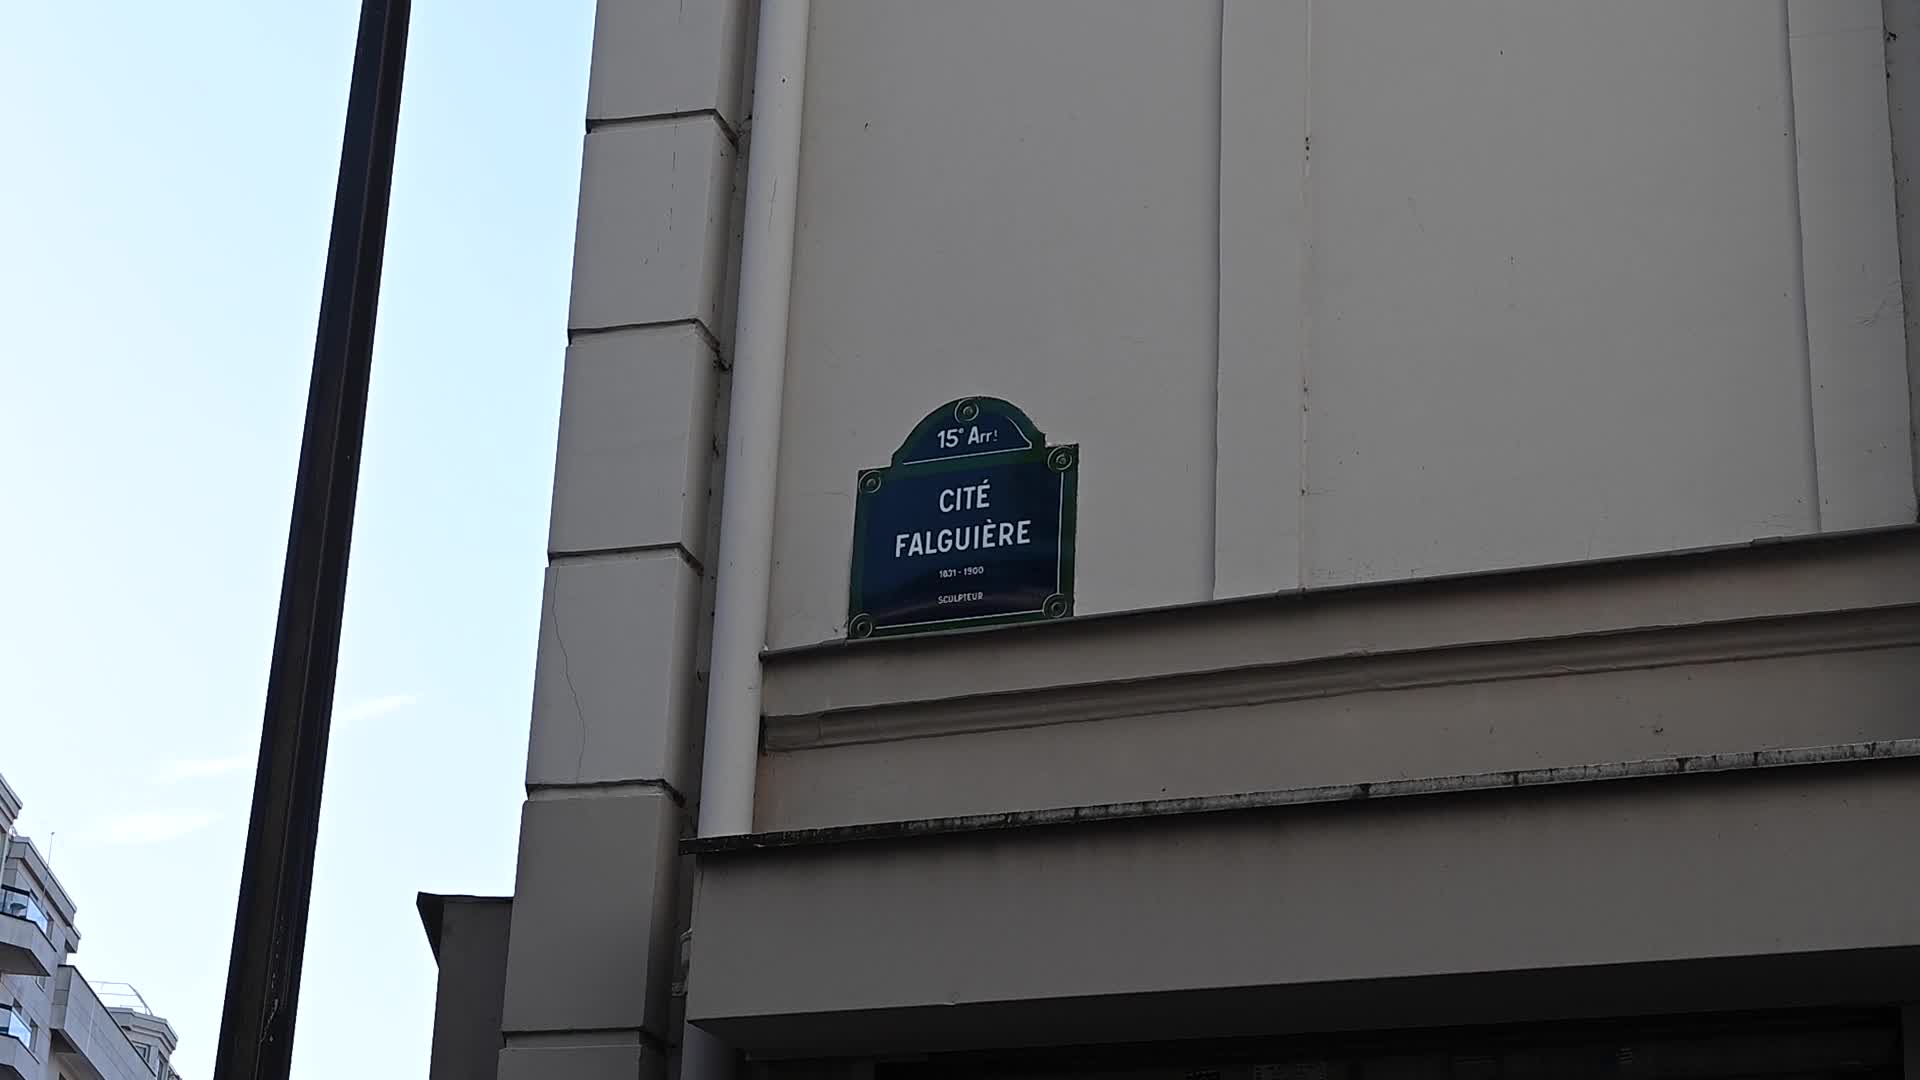 15e Arrt
CITÉ
FALGUIÈRE
1831 - 1900
SCULPTEUR